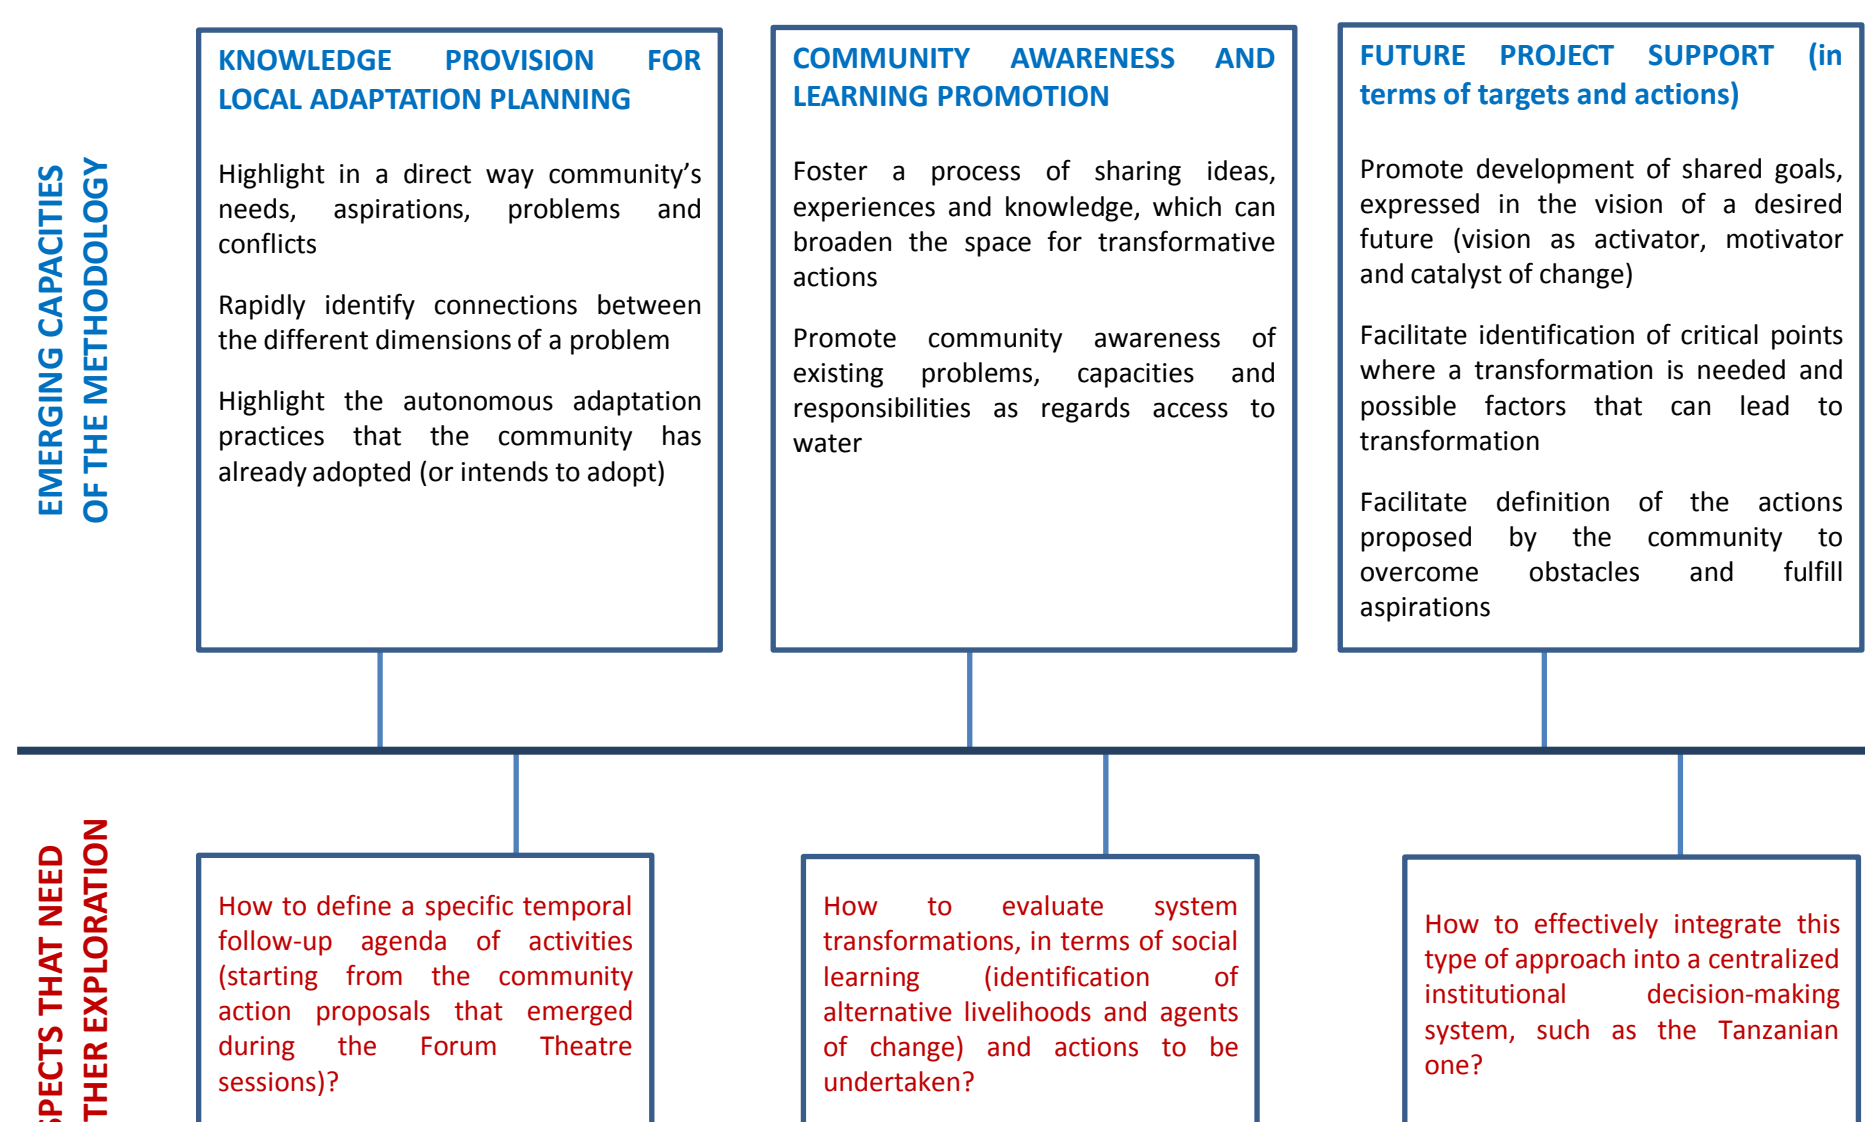 EMERGING CAPACITIES
OF THE METHODOLOGY
KNOWLEDGE PROVISION FOR
LOCAL ADAPTATION PLANNING
Highlight in a direct way community’s
needs, aspirations, problems and
conflicts
Rapidly identify connections between
the different dimensions of a problem
Highlight the autonomous adaptation
practices that the community has
already adopted (or intends to adopt)
COMMUNITY AWARENESS AND
LEARNING PROMOTION
Foster a process of sharing ideas,
experiences and knowledge, which can
broaden the space for transformative
actions
Promote community awareness of
existing problems, capacities and
responsibilities as regards access to
water
FUTURE PROJECT SUPPORT (in
terms of targets and actions)
Promote development of shared goals,
expressed in the vision of a desired
future (vision as activator, motivator
and catalyst of change)
Facilitate identification of critical points
where a transformation is needed and
possible factors that can lead to
transformation
Facilitate definition of the actions
proposed by the community to
overcome obstacles and fulfill
aspirations
SPECTS THAT NEED
THER EXPLORATION
How to define a specific temporal
follow-up agenda of activities
(starting from the community
action proposals that emerged
during the Forum Theatre
sessions)?
How to evaluate system
transformations, in terms of social
learning (identification of
alternative livelihoods and agents
of change) and actions to be
undertaken?
How to effectively integrate this
type of approach into a centralized
institutional decision-making
system, such as the Tanzanian
one?